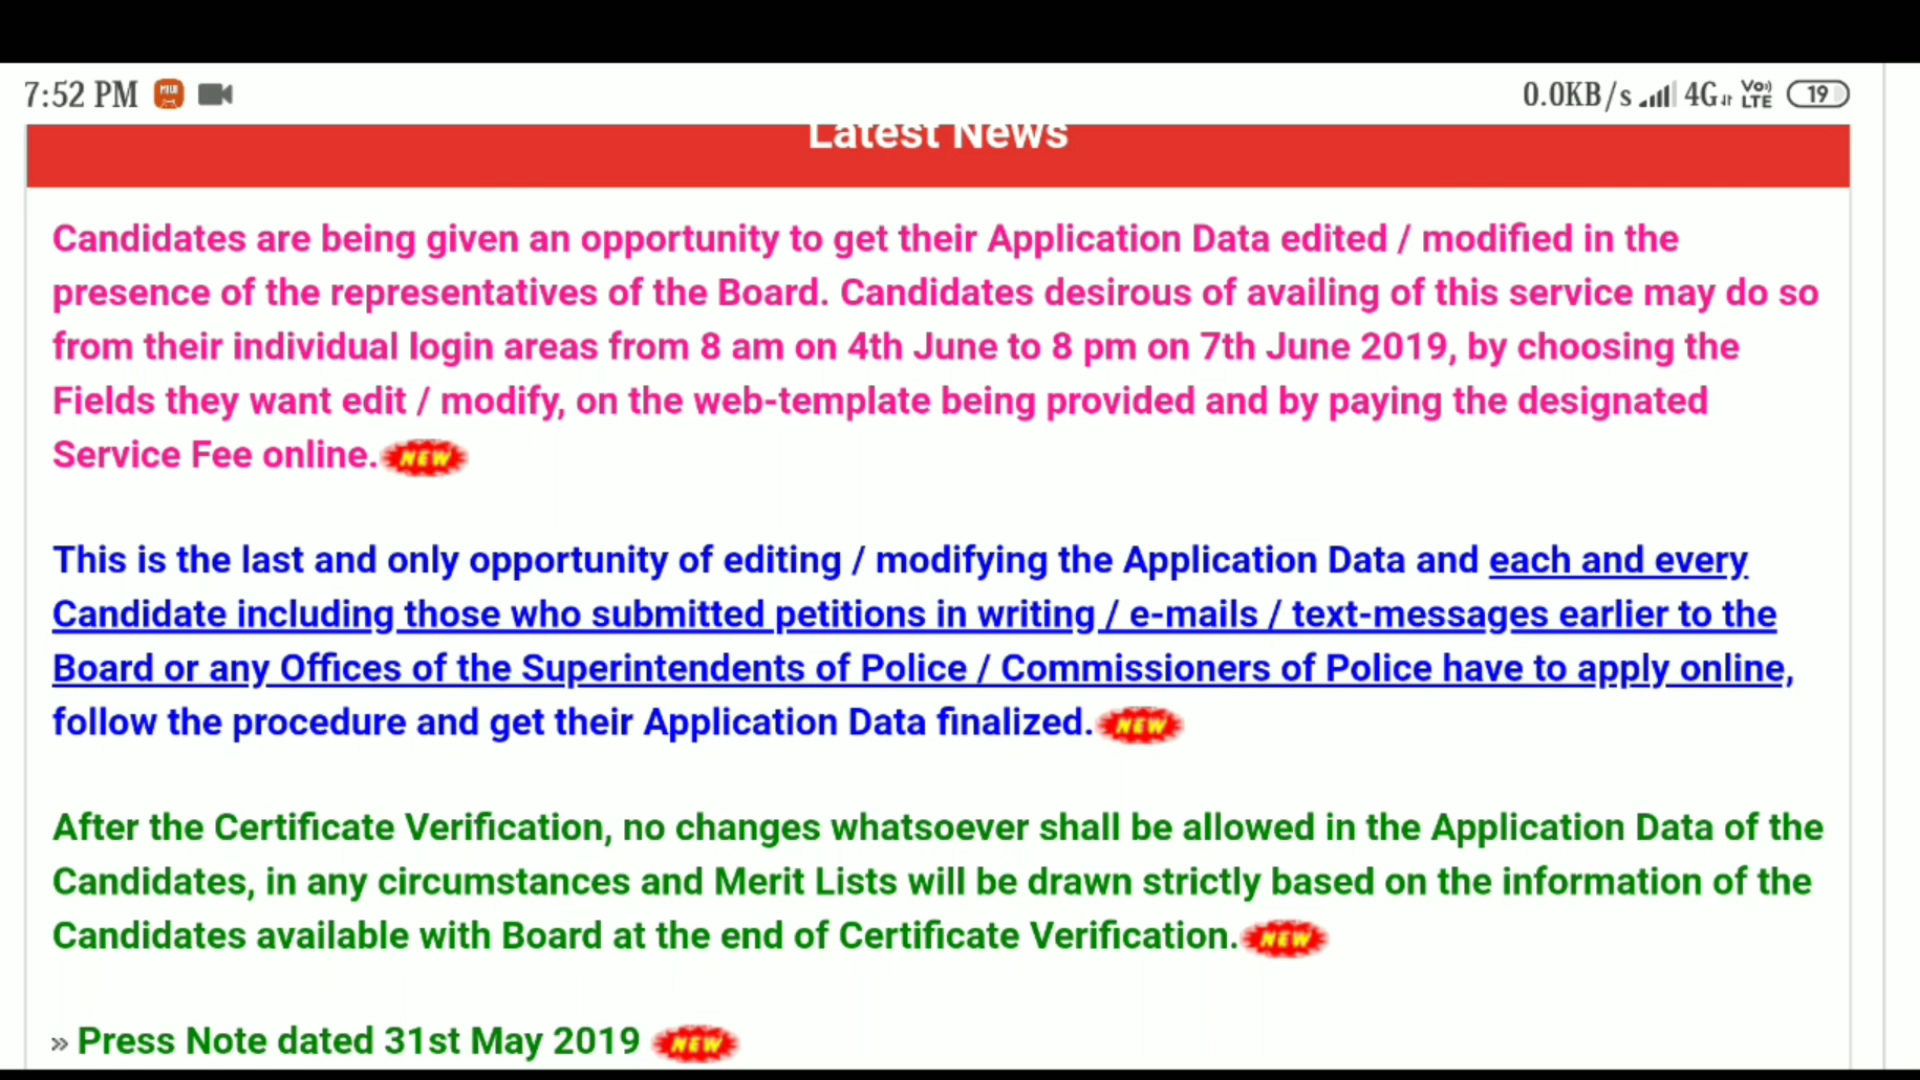 7:52 PM
0.0KB/s 4G Vo) LTE 19
Latest News
Candidates are being given an opportunity to get their Application Data edited / modified in the
presence of the representatives of the Board. Candidates desirous of availing of this service may do so
from their individual login areas from 8 am on 4th June to 8 pm on 7th June 2019, by choosing the
Fields they want edit / modify, on the web-template being provided and by paying the designated
Service Fee online. NEW
This is the last and only opportunity of editing / modifying the Application Data and each and every
Candidate including those who submitted petitions in writing / e-mails / text-messages earlier to the
Board or any Offices of the Superintendents of Police / Commissioners of Police have to apply online,
follow the procedure and get their Application Data finalized. NEW
After the Certificate Verification, no changes whatsoever shall be allowed in the Application Data of the
Candidates, in any circumstances and Merit Lists will be drawn strictly based on the information of the
Candidates available with Board at the end of Certificate Verification. NEW
» Press Note dated 31st May 2019 NEW